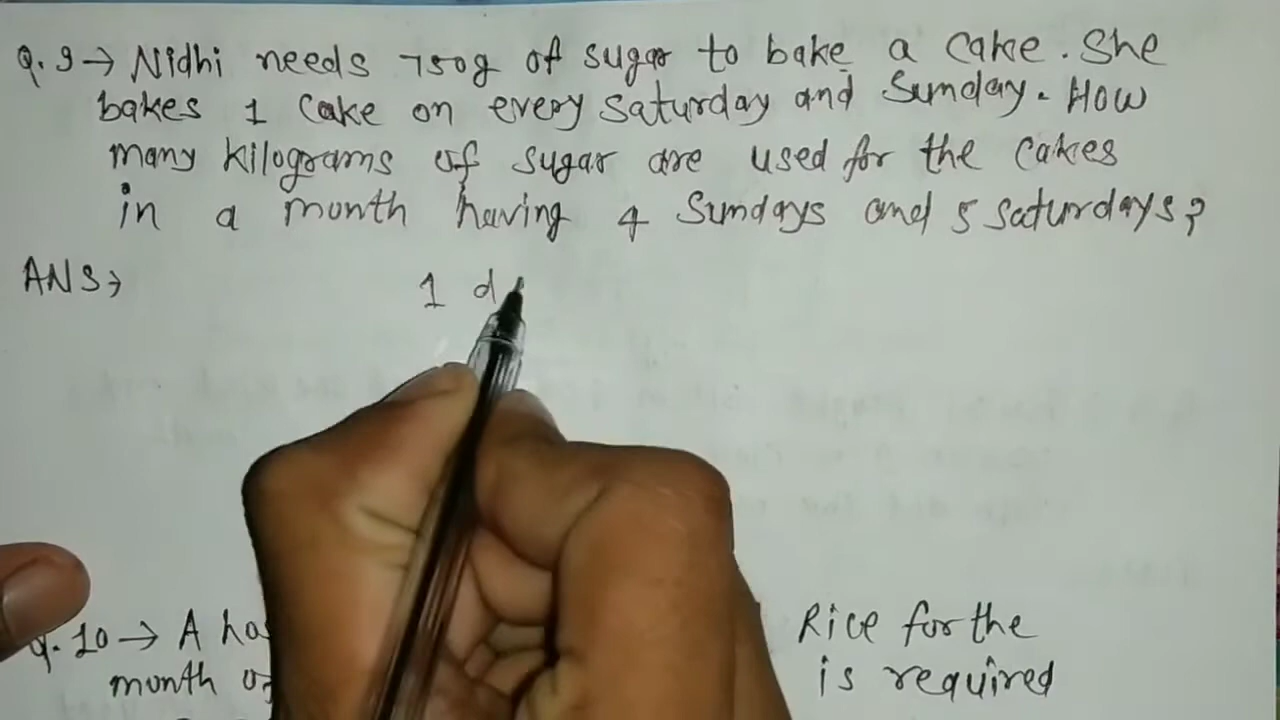 Q.9→ Nidhi needs 750g of sugar to bake a cake. She
bakes 1 cake on every saturday and Sunday. How
many kilograms of sugar are used for the cakes
in a month having 4 Sundays and 5 saturdays?
ANS→ 1 d
Q.10→ A Rice for the
month is required